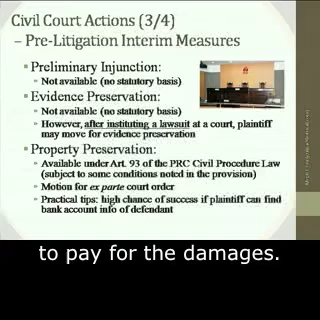 Civil Court Actions (3/4)
– Pre-Litigation Interim Measures
Preliminary Injunction:
Not available (no statutory basis)
Evidence Preservation:
Not available (no statutory basis)
However, after instituting a lawsuit at a court, plaintiff
may move for evidence preservation
Property Preservation:
Available under Art. 93 of the PRC Civil Procedure Law
(subject to some conditions noted in the provision)
Motion for ex parte court order
Practical tips: high chance of success if plaintiff can find
bank account info of defendant
to pay for the damages.